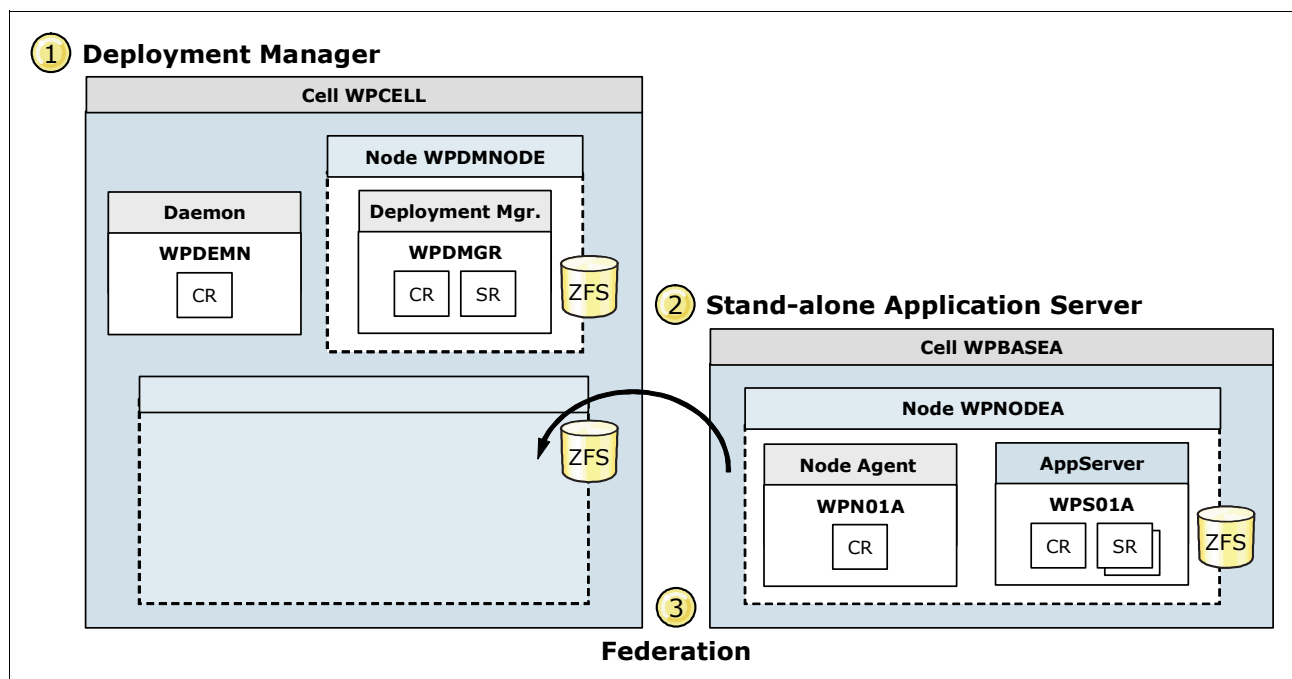 1 Deployment Manager
Cell WPCELL
Node WPDMNODE
Daemon
WPDEMN
CR
Deployment Mgr.
WPDMGR
CR SR
ZFS
ZFS
2 Stand-alone Application Server
Cell WPBASEA
Node WPNODEA
Node Agent
WPN01A
CR
AppServer
WPS01A
CR SR
ZFS
3
Federation